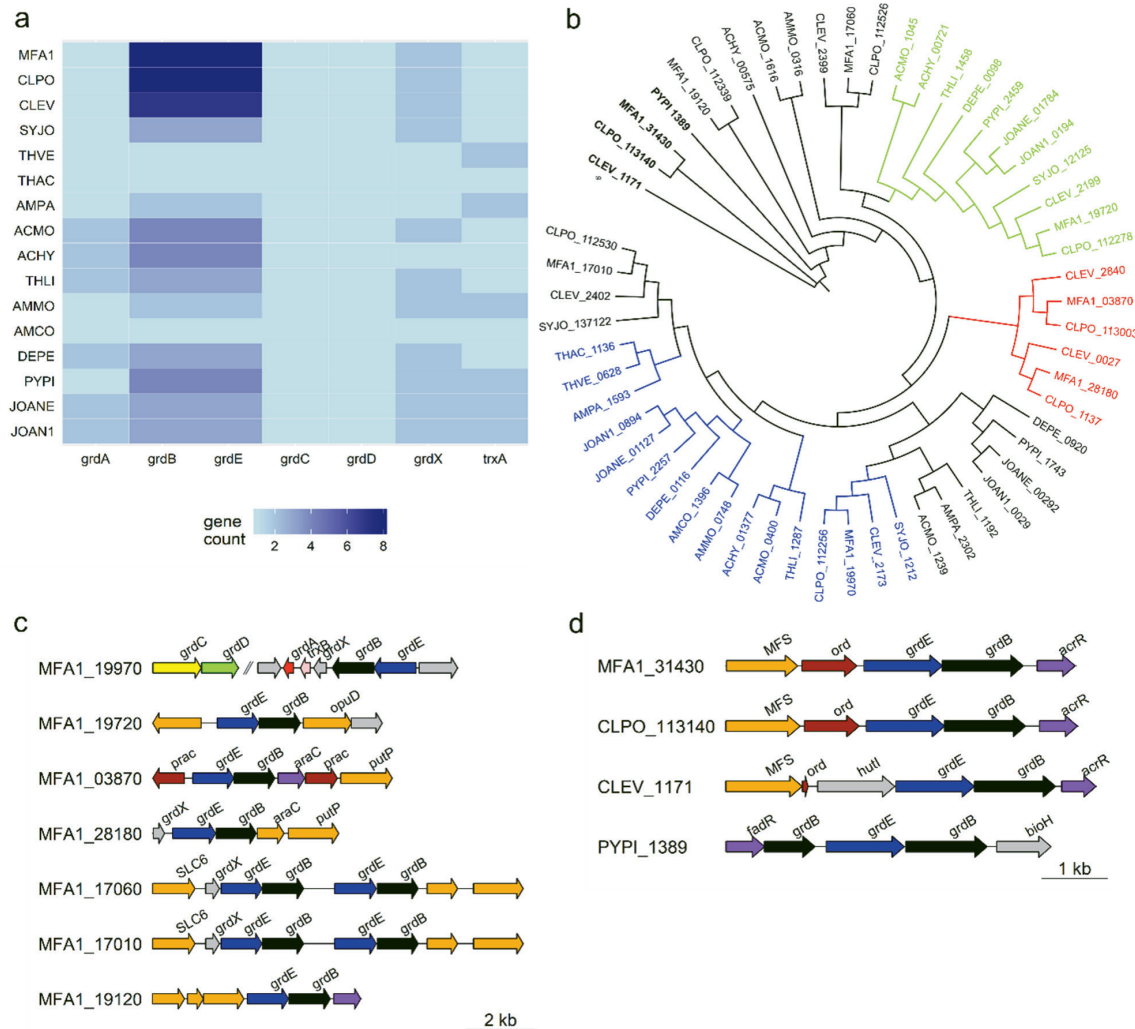 a
MFA1
CLPO
CLEV
SYJO
THVE
THAC
AMPA
ACMO
ACHY
THLI
AMMO
AMCO
DEPE
PYPI
JOANE
JOAN1
grdA grdB grdE grdC grdD grdX trxA
gene
count
2 4 6 8
b
CLEV_1171
CLPO_113140
MFA1_31430
PYPI 1389
MFA1_19120
CLPO_112339
ACHY_00575
ACMO_1616
AMMO_0316
CLEV_2399
MFA1_17060
CLPO_112526
ACMO_1045
ACHY_00721
THLI_1458
DEPE_0098
PYPI_2459
JOANE_01784
JOAN1_0194
SYJO_12125
CLEV_2199
MFA1_19720
CLPO_112278
CLEV_2840
MFA1_03870
CLPO_113003
CLEV_0027
MFA1_28180
CLPO_1137
DEPE_0920
PYPI_1743
JOANE_00292
JOAN1_0029
THLI_1192
AMPA_2302
ACMO_1239
SYJO_1212
CLEV_2173
MFA1_19970
CLPO_112256
THLI_1287
ACMO_0400
ACHY_01377
AMMO_0748
AMCO_1396
DEPE_0116
PYPI_2257
JOANE_01127
JOAN1_0894
AMPA_1593
THVE_0628
THAC_1136
SYJO_137122
CLEV_2402
MFA1_17010
CLPO_112530
c
MFA1_19970 grdC grdD // grdA trxB grdX grdB grdE
MFA1_19720 grdE grdB opuD
MFA1_03870 prac grdE grdB araC prac putP
MFA1_28180 grdX grdE grdB araC putP
MFA1_17060 SLC6 grdX grdE grdB grdE grdB
MFA1_17010 SLC6 grdX grdE grdB grdE grdB
MFA1_19120 grdE grdB
2 kb
d
MFA1_31430 MFS ord grdE grdB acrR
CLPO_113140 MFS ord grdE grdB acrR
CLEV_1171 MFS ord hutI grdE grdB acrR
PYPI_1389 fadR grdB grdE grdB bioH
1 kb